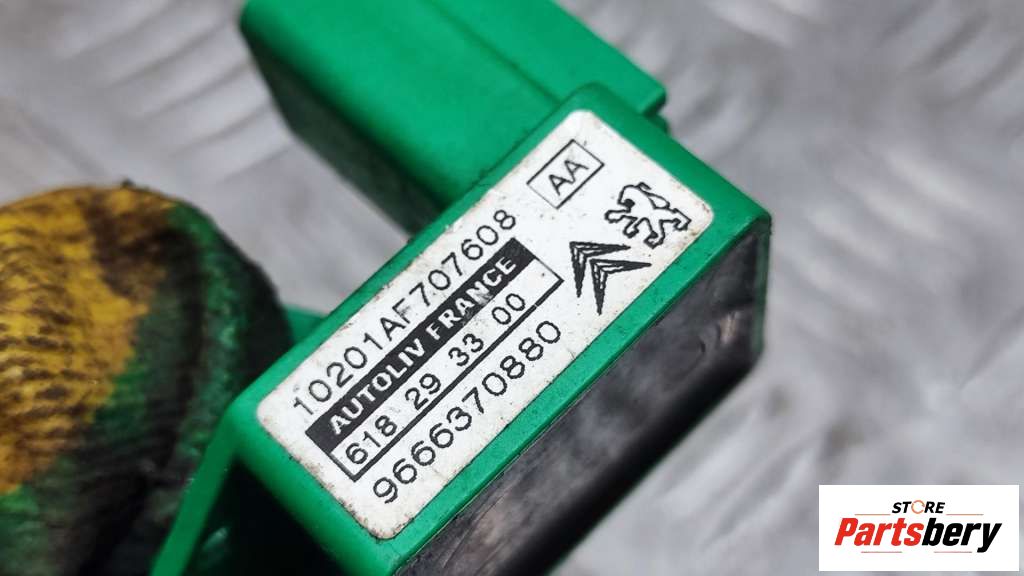 AA
10201AF707608
AUTOLIV FRANCE
618 29 33 00
9666370880
STORE
Partsbery